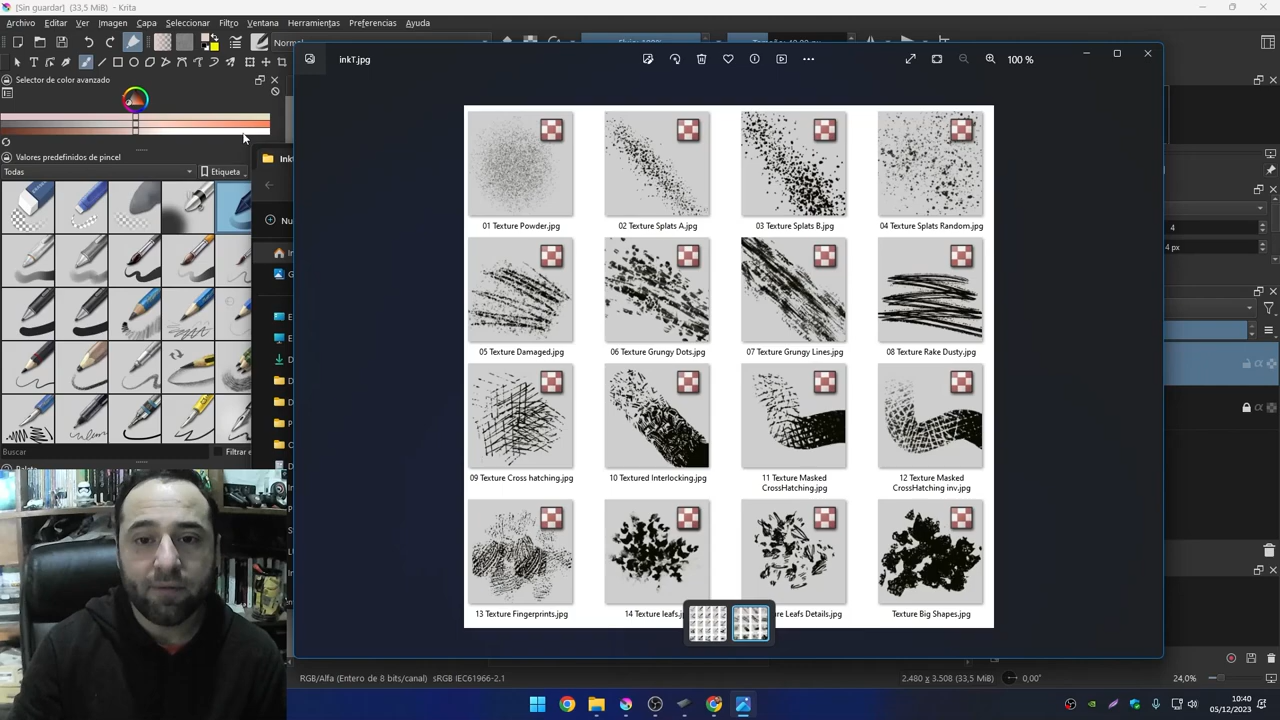 [Sin guardar] (33,5 MiB) - Krita
Archivo Editar Ver Imagen Capa Seleccionar Filtro Ventana Herramientas Preferencias Ayuda
Normal
inkT.jpg
100 %
Selector de color avanzado
Valores predefinidos de pincel
Todas
Etiqueta
Buscar
Filtrar e
Ink
Nu
4
4 px
01 Texture Powder.jpg
02 Texture Splats A.jpg
03 Texture Splats B.jpg
04 Texture Splats Random.jpg
05 Texture Damaged.jpg
06 Texture Grungy Dots.jpg
07 Texture Grungy Lines.jpg
08 Texture Rake Dusty.jpg
09 Texture Cross hatching.jpg
10 Textured Interlocking.jpg
11 Texture Masked
CrossHatching.jpg
12 Texture Masked
CrossHatching inv.jpg
13 Texture Fingerprints.jpg
14 Texture leafs.j
re Leafs Details.jpg
Texture Big Shapes.jpg
RGB/Alfa (Entero de 8 bits/canal) sRGB IEC61966-2.1
2.480 x 3.508 (33,5 MiB)
0,00°
24,0%
10:40
05/12/2023